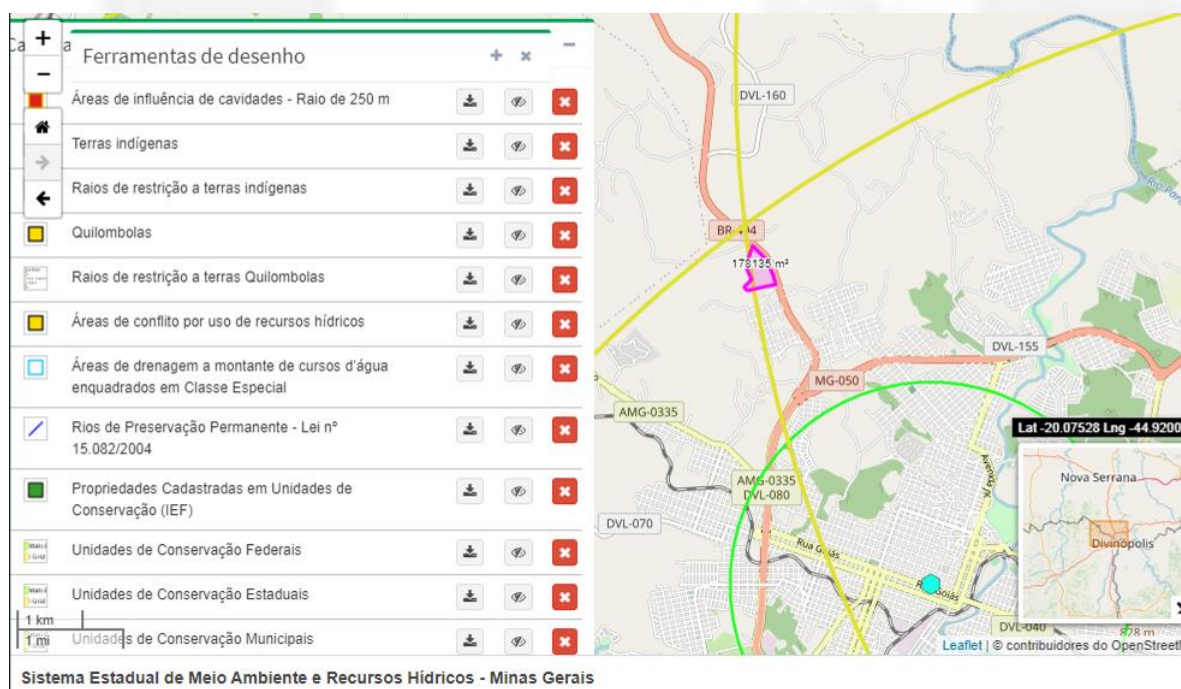 +
−
Ferramentas de desenho
Áreas de influência de cavidades - Raio de 250 m
Terras indígenas
Raios de restrição a terras indígenas
Quilombolas
Raios de restrição a terras Quilombolas
Áreas de conflito por uso de recursos hídricos
Áreas de drenagem a montante de cursos d'água
enquadrados em Classe Especial
Rios de Preservação Permanente - Lei nº
15.082/2004
Propriedades Cadastradas em Unidades de
Conservação (IEF)
Unidades de Conservação Federais
Unidades de Conservação Estaduais
1 km
1 mi
Unidades de Conservação Municipais
DVL-160
178135 m²
DVL-155
MG-050
AMG-0335
Lat -20.07528 Lng -44.9200
Nova Serrana
Divinópolis
AMG-0335
DVL-080
DVL-070
Rua Goiás
DVL-040
828 m
Leaflet | © contribuidores do OpenStreet
Sistema Estadual de Meio Ambiente e Recursos Hídricos - Minas Gerais